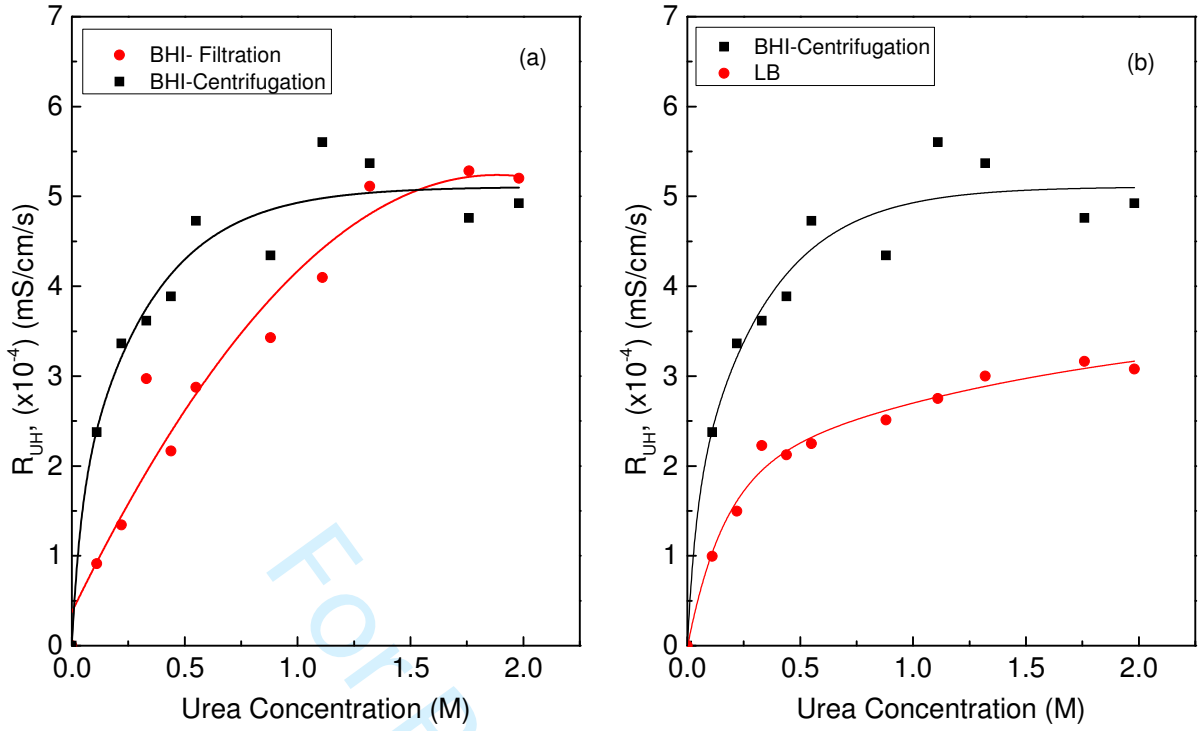 BHI- Filtration
BHI-Centrifugation
(a)
7
6
5
4
3
2
1
0
0.0 0.5 1.0 1.5 2.0
R_UH, (x10^-4) (mS/cm/s)
Urea Concentration (M)
BHI-Centrifugation
LB
(b)
7
6
5
4
3
2
1
0
0.0 0.5 1.0 1.5 2.0
R_UH, (x10^-4) (mS/cm/s)
Urea Concentration (M)
For